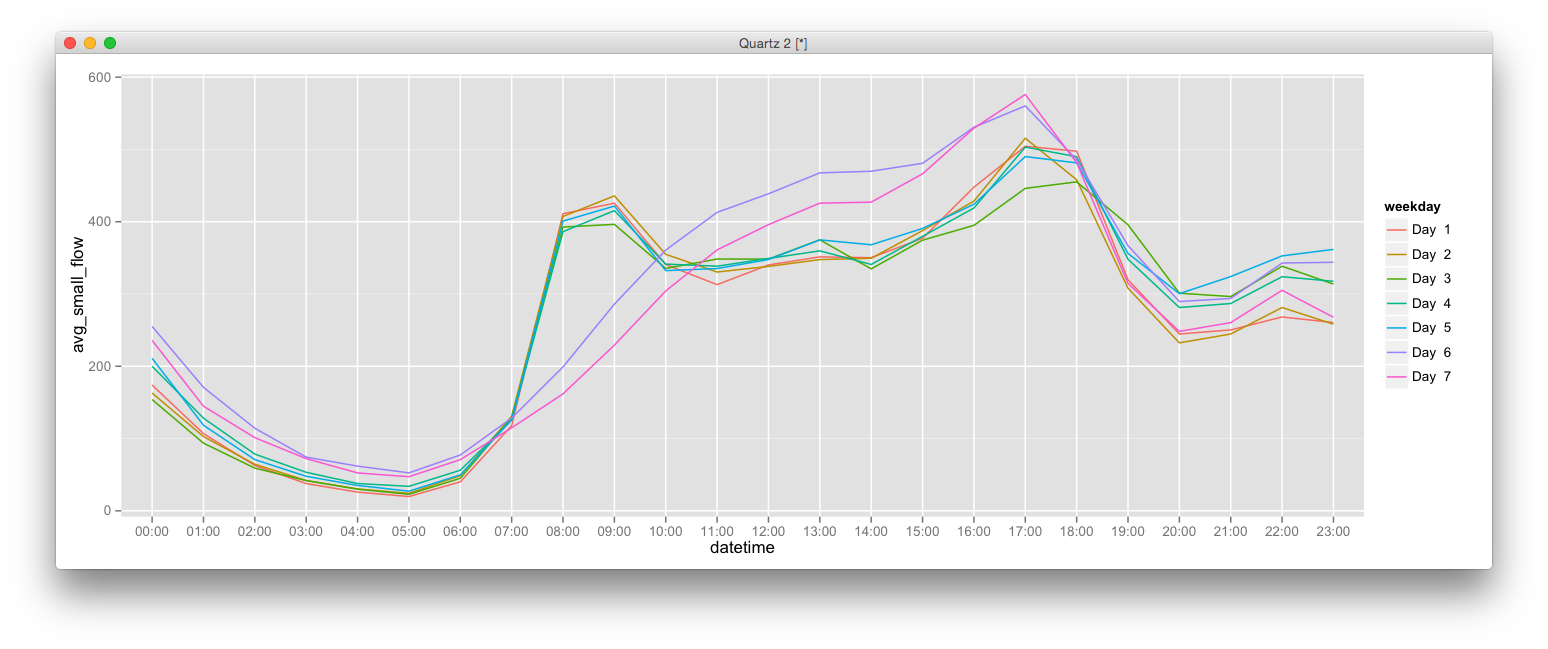 Quartz 2 [*]
600
400
200
0
avg_small_flow
00:00 01:00 02:00 03:00 04:00 05:00 06:00 07:00 08:00 09:00 10:00 11:00 12:00 13:00 14:00 15:00 16:00 17:00 18:00 19:00 20:00 21:00 22:00 23:00
datetime
weekday
Day 1
Day 2
Day 3
Day 4
Day 5
Day 6
Day 7